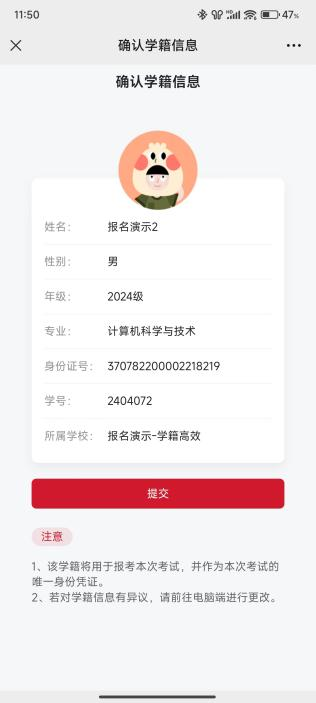 11:50
47%
确认学籍信息
确认学籍信息
姓名： 报名演示2
性别： 男
年级： 2024级
专业： 计算机科学与技术
身份证号： 370782200002218219
学号： 2404072
所属学校： 报名演示-学籍高效
提交
注意
1、该学籍将用于报考本次考试，并作为本次考试的
唯一身份凭证。
2、若对学籍信息有异议，请前往电脑端进行更改。